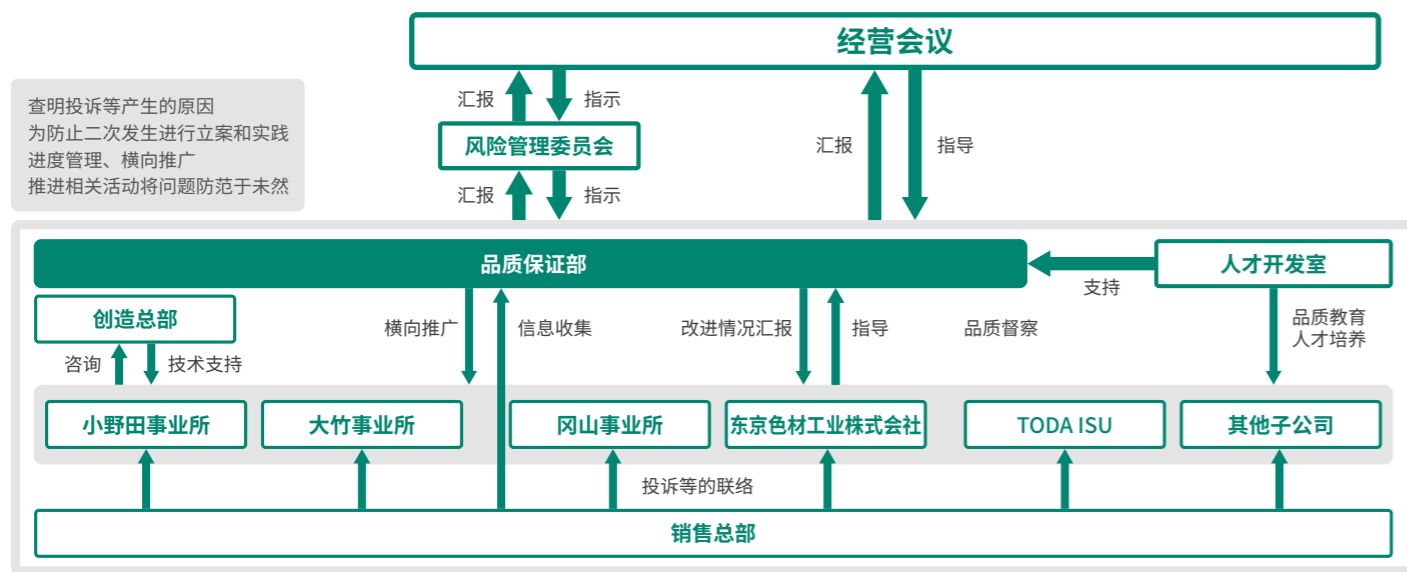 经营会议
查明投诉等产生的原因
为防止二次发生进行立案和实践
进度管理、横向推广
推进相关活动将问题防范于未然
汇报
指示
风险管理委员会
汇报
指示
汇报
指导
品质保证部
人才开发室
支持
创造总部
咨询
技术支持
横向推广
信息收集
改进情况汇报
指导
品质督察
品质教育
人才培养
小野田事业所
大竹事业所
冈山事业所
东京色材工业株式会社
TODA ISU
其他子公司
投诉等的联络
销售总部